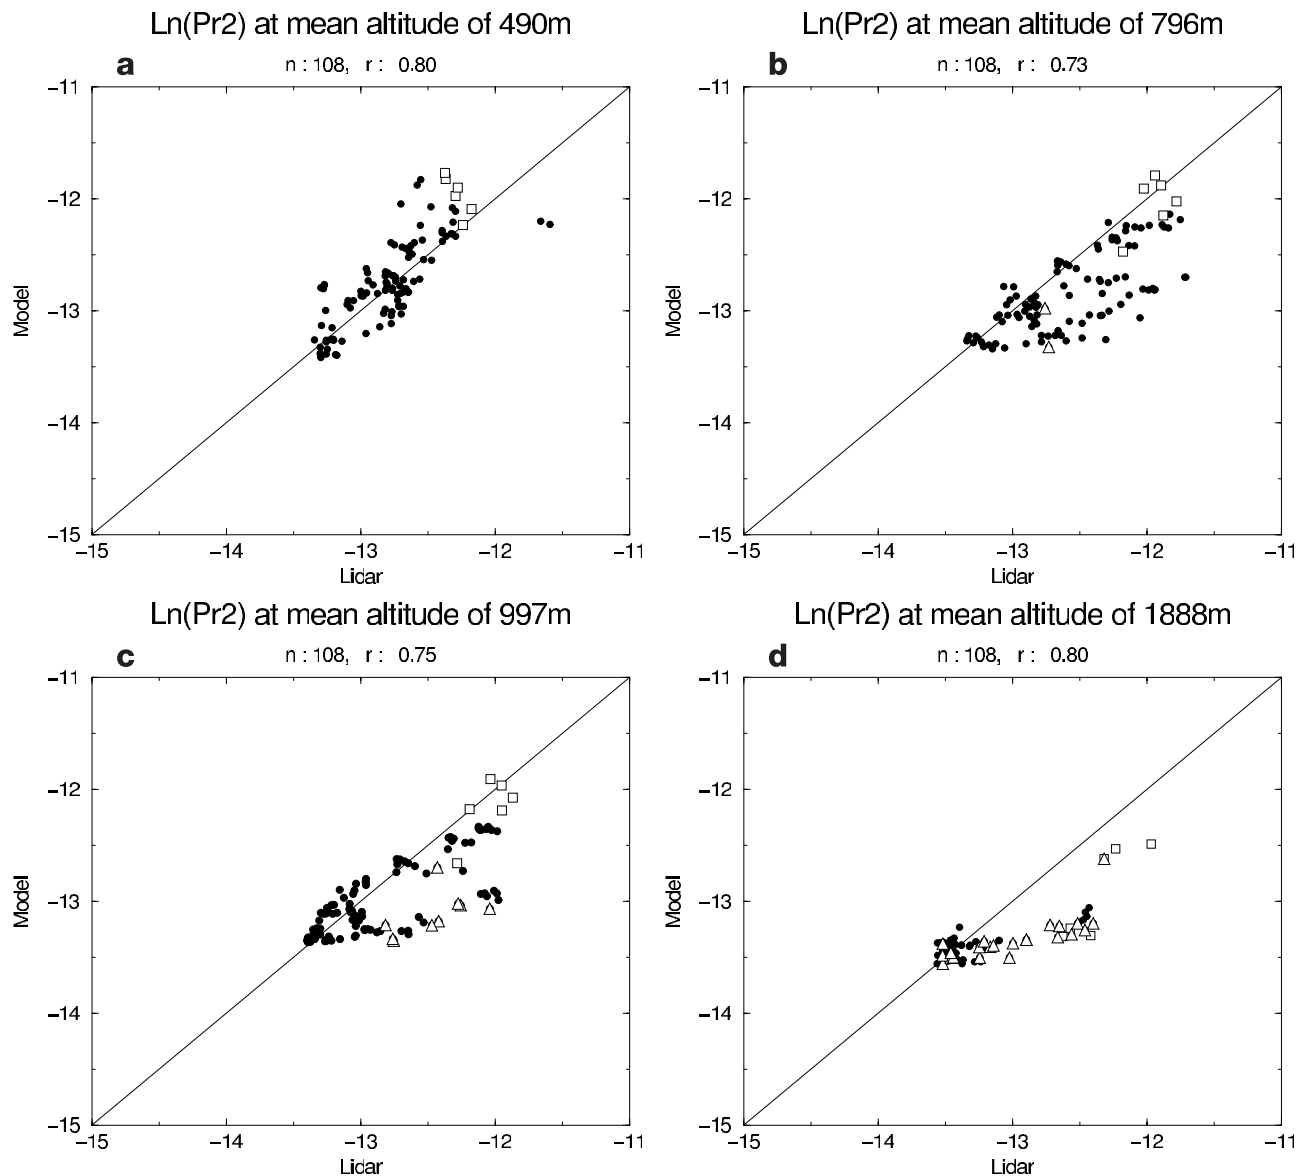 Ln(Pr2) at mean altitude of 490m
a
n : 108, r : 0.80
−11
−12
−13
−14
−15
Model
−15 −14 −13 −12 −11
Lidar
Ln(Pr2) at mean altitude of 796m
b
n : 108, r : 0.73
−11
−12
−13
−14
−15
Model
−15 −14 −13 −12 −11
Lidar
Ln(Pr2) at mean altitude of 997m
c
n : 108, r : 0.75
−11
−12
−13
−14
−15
Model
−15 −14 −13 −12 −11
Lidar
Ln(Pr2) at mean altitude of 1888m
d
n : 108, r : 0.80
−11
−12
−13
−14
−15
Model
−15 −14 −13 −12 −11
Lidar